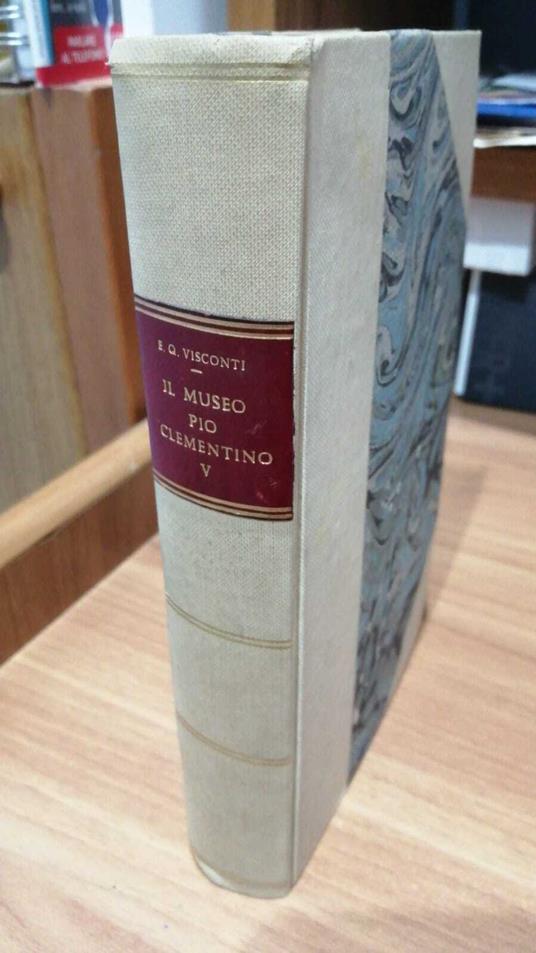 E. Q. VISCONTI
IL MUSEO
PIO
CLEMENTINO
V